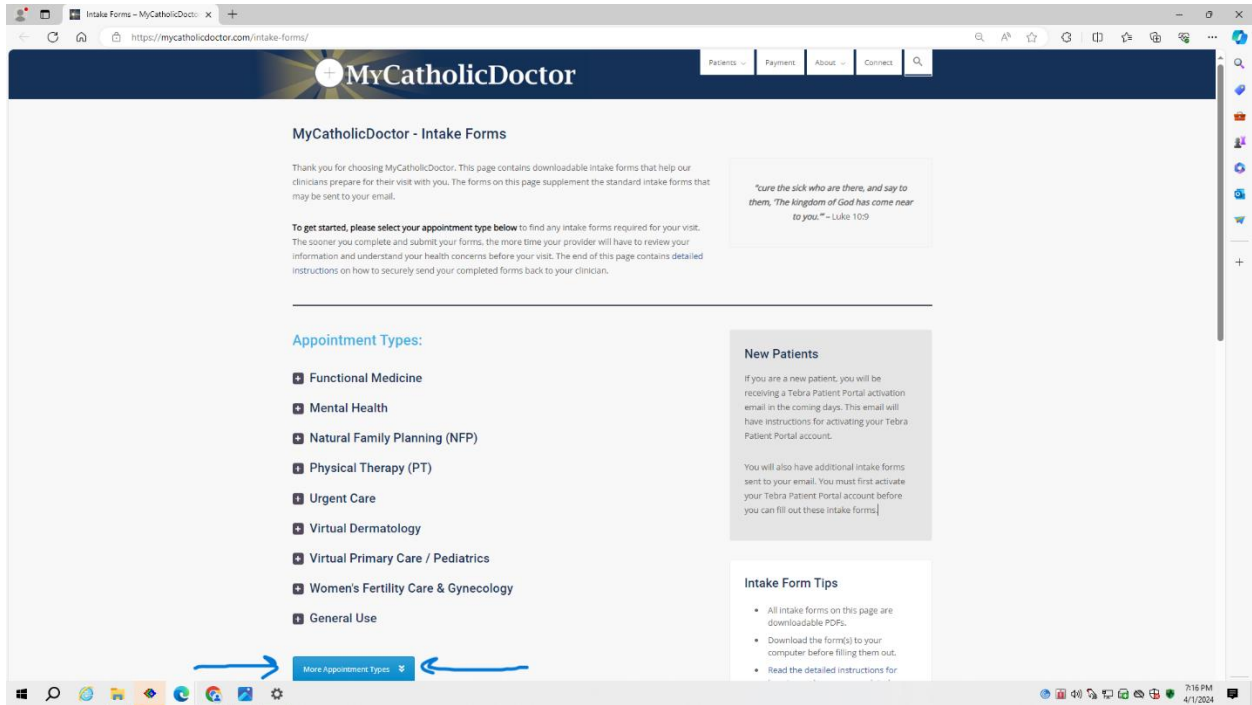 Intake Forms – MyCatholicDocto
https://mycatholicdoctor.com/intake-forms/
MyCatholicDoctor
Patients
Payment
About
Connect
MyCatholicDoctor - Intake Forms
Thank you for choosing MyCatholicDoctor. This page contains downloadable intake forms that help our
clinicians prepare for their visit with you. The forms on this page supplement the standard intake forms that
may be sent to your email.
To get started, please select your appointment type below to find any intake forms required for your visit.
The sooner you complete and submit your forms, the more time your provider will have to review your
information and understand your health concerns before your visit. The end of this page contains detailed
instructions on how to securely send your completed forms back to your clinician.
"cure the sick who are there, and say to
them, 'The kingdom of God has come near
to you.'" – Luke 10:9
Appointment Types:
Functional Medicine
Mental Health
Natural Family Planning (NFP)
Physical Therapy (PT)
Urgent Care
Virtual Dermatology
Virtual Primary Care / Pediatrics
Women's Fertility Care & Gynecology
General Use
More Appointment Types
New Patients
If you are a new patient, you will be
receiving a Tebra Patient Portal activation
email in the coming days. This email will
have instructions for activating your Tebra
Patient Portal account.
You will also have additional intake forms
sent to your email. You must first activate
your Tebra Patient Portal account before
you can fill out these intake forms.
Intake Form Tips
All intake forms on this page are
downloadable PDFs.
Download the form(s) to your
computer before filling them out.
Read the detailed instructions for
7:16 PM
4/1/2024